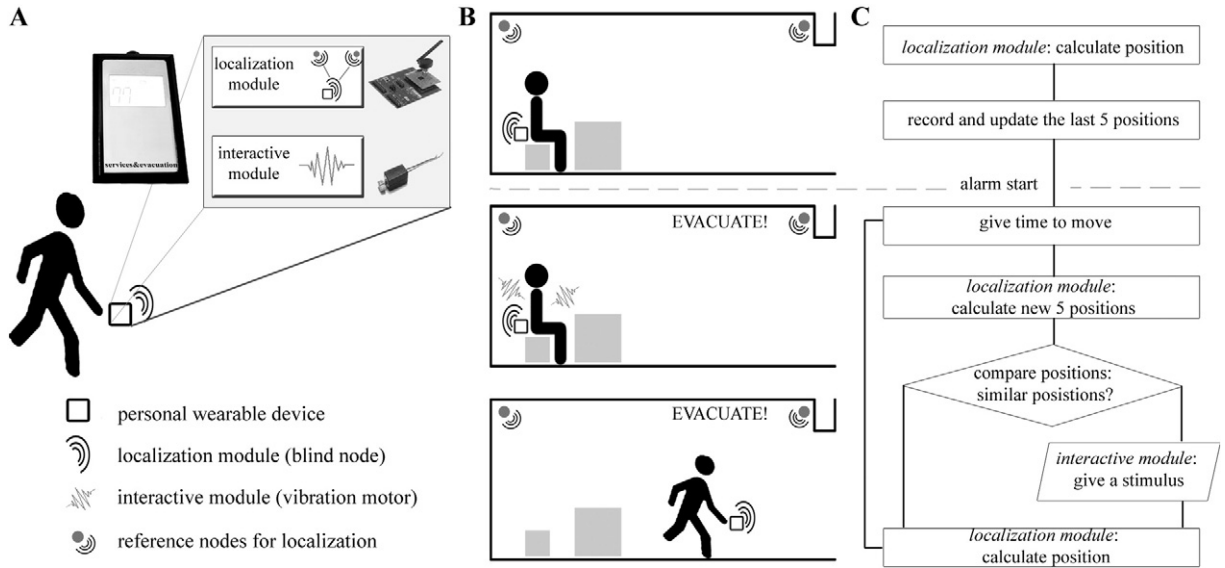 A
localization
module
interactive
module
services&evacuation
personal wearable device
localization module (blind node)
interactive module (vibration motor)
reference nodes for localization
B
EVACUATE!
EVACUATE!
C
localization module: calculate position
record and update the last 5 positions
alarm start
give time to move
localization module:
calculate new 5 positions
compare positions:
similar posistions?
interactive module:
give a stimulus
localization module:
calculate position